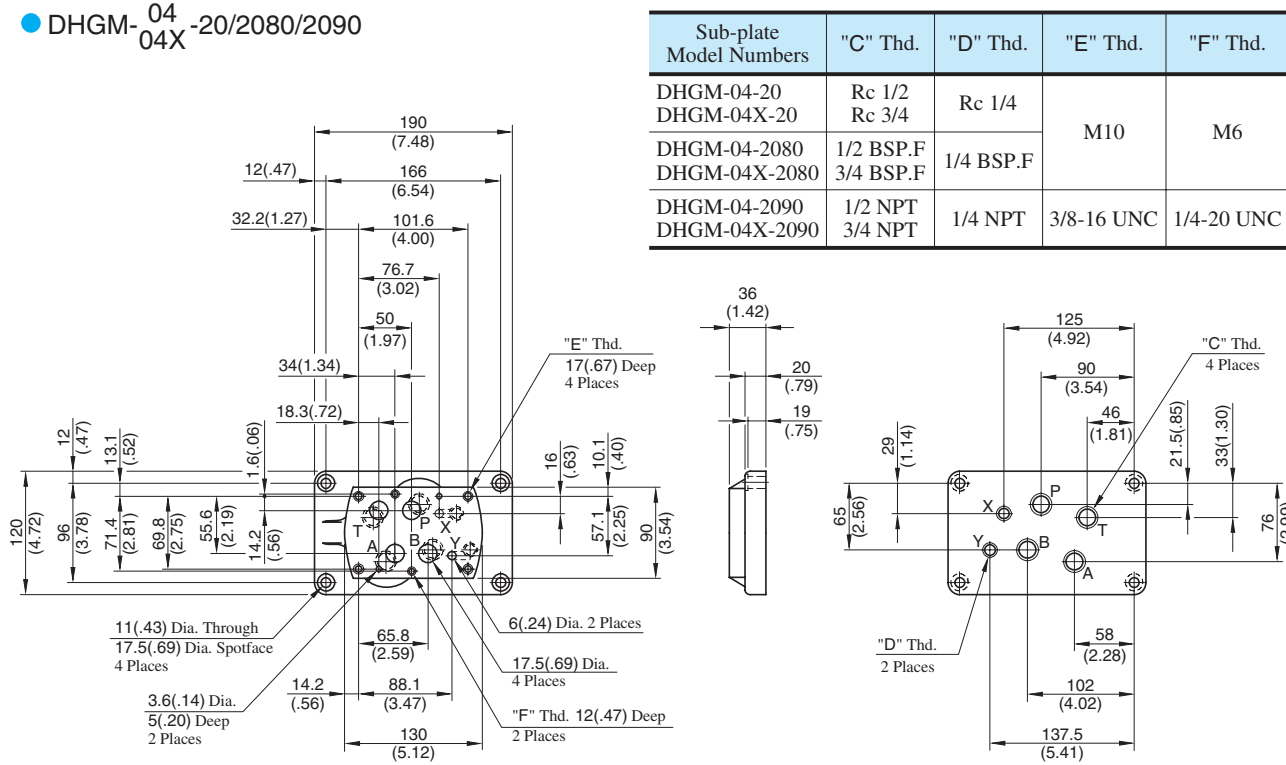 DHGM-04/04X-20/2080/2090
Sub-plate Model Numbers "C" Thd. "D" Thd. "E" Thd. "F" Thd.
DHGM-04-20 Rc 1/2 Rc 1/4 M10 M6
DHGM-04X-20 Rc 3/4
DHGM-04-2080 1/2 BSP.F 1/4 BSP.F
DHGM-04X-2080 3/4 BSP.F
DHGM-04-2090 1/2 NPT 1/4 NPT 3/8-16 UNC 1/4-20 UNC
DHGM-04X-2090 3/4 NPT
190
(7.48)
12(.47)
166
(6.54)
32.2(1.27)
101.6
(4.00)
76.7
(3.02)
50
(1.97)
34(1.34)
18.3(.72)
"E" Thd.
17(.67) Deep
4 Places
12
(.47)
13.1
(.52)
1.6(.06)
16
(.63)
10.1
(.40)
120
(4.72)
96
(3.78)
71.4
(2.81)
69.8
(2.75)
55.6
(2.19)
14.2
(.56)
57.1
(2.25)
90
(3.54)
T
P
X
A
B
Y
11(.43) Dia. Through
17.5(.69) Dia. Spotface
4 Places
3.6(.14) Dia.
5(.20) Deep
2 Places
65.8
(2.59)
14.2
(.56)
88.1
(3.47)
130
(5.12)
6(.24) Dia. 2 Places
17.5(.69) Dia.
4 Places
"F" Thd. 12(.47) Deep
2 Places
36
(1.42)
20
(.79)
19
(.75)
125
(4.92)
90
(3.54)
46
(1.81)
"C" Thd.
4 Places
29
(1.14)
21.5(.85)
33(1.30)
65
(2.56)
76
X
P
T
Y
B
A
"D" Thd.
2 Places
58
(2.28)
102
(4.02)
137.5
(5.41)